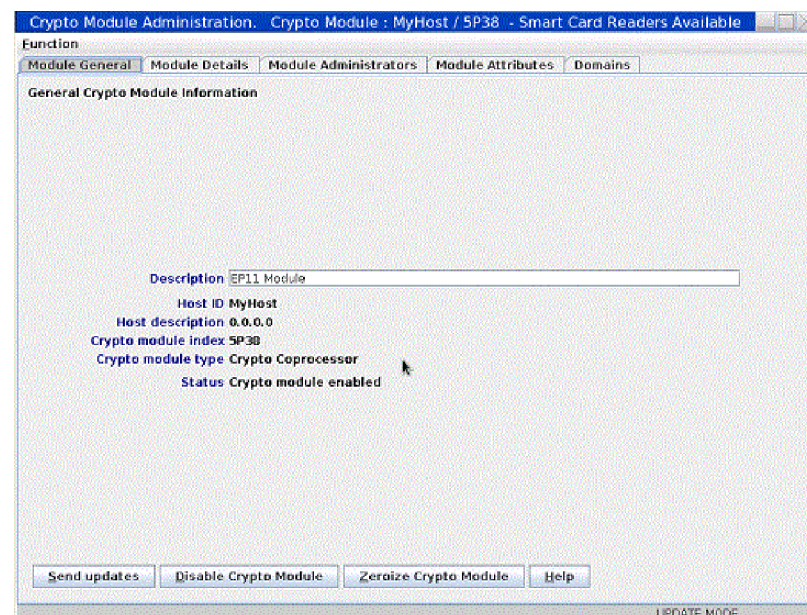 Crypto Module Administration. Crypto Module : MyHost / 5P38 - Smart Card Readers Available
Function
Module General Module Details Module Administrators Module Attributes Domains
General Crypto Module Information
Description EP11 Module
Host ID MyHost
Host description 0.0.0.0
Crypto module index 5P38
Crypto module type Crypto Coprocessor
Status Crypto module enabled
Send updates Disable Crypto Module Zeroize Crypto Module Help
UPDATE MODE